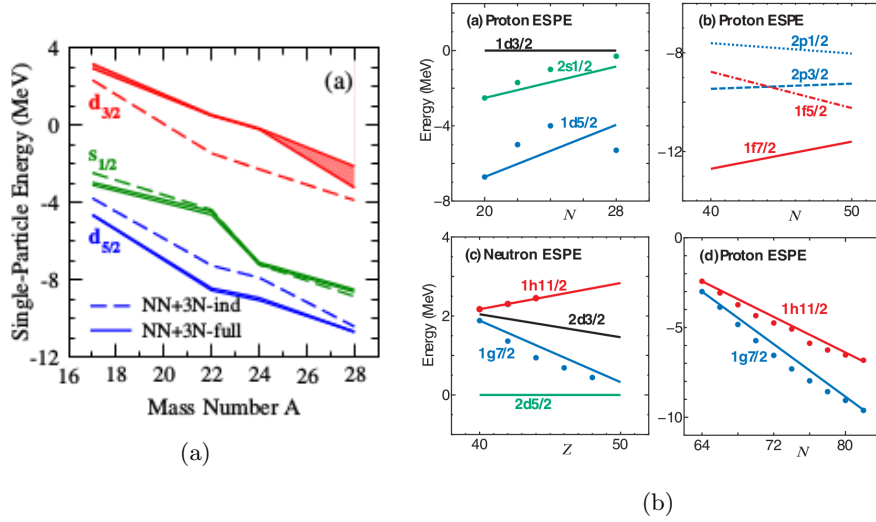 Single-Particle Energy (MeV)
4
0
-4
-8
-12
(a)
d3/2
s1/2
d5/2
NN+3N-ind
NN+3N-full
16 18 20 22 24 26 28
Mass Number A
(a)
(a) Proton ESPE
Energy (MeV)
0
−4
−8
1d3/2
2s1/2
1d5/2
20 N 28
(b) Proton ESPE
−8
−12
2p1/2
2p3/2
1f5/2
1f7/2
40 N 50
(c) Neutron ESPE
Energy (MeV)
4
2
0
1h11/2
2d3/2
1g7/2
2d5/2
40 Z 50
(d) Proton ESPE
0
−5
−10
1h11/2
1g7/2
64 72 N 80
(b)